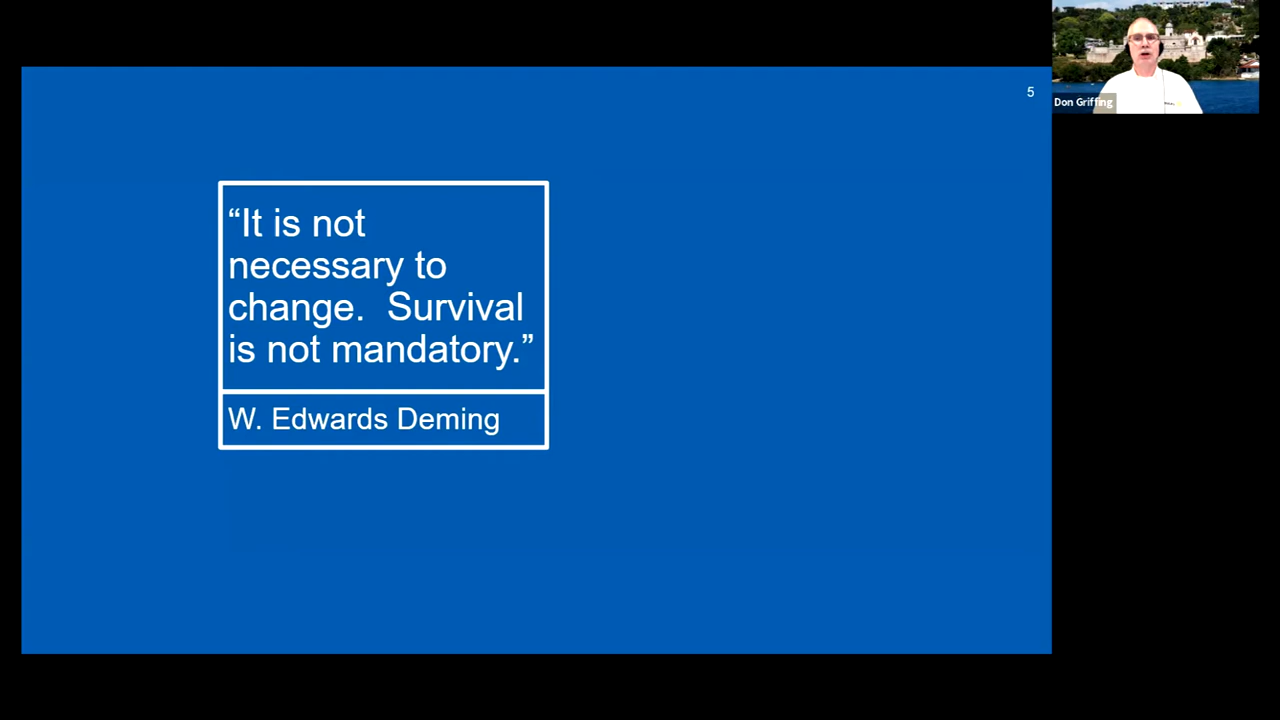 5
Don Griffing
“It is not
necessary to
change.  Survival
is not mandatory.”
W. Edwards Deming